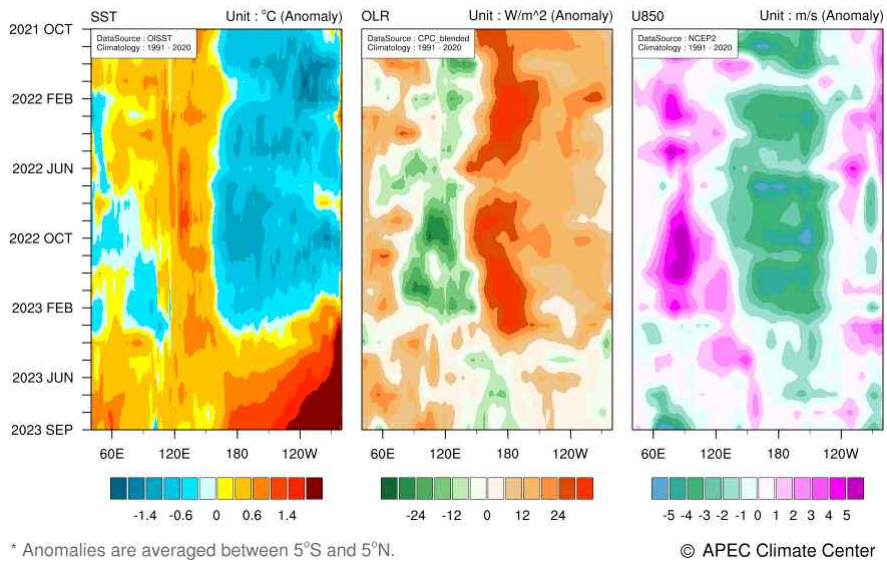 SST Unit : °C (Anomaly)
OLR Unit : W/m^2 (Anomaly)
U850 Unit : m/s (Anomaly)
DataSource : OISST
Climatology : 1991 - 2020
DataSource : CPC_blended
Climatology : 1991 - 2020
DataSource : NCEP2
Climatology : 1991 - 2020
2021 OCT
2022 FEB
2022 JUN
2022 OCT
2023 FEB
2023 JUN
2023 SEP
60E 120E 180 120W
60E 120E 180 120W
60E 120E 180 120W
-1.4 -0.6 0 0.6 1.4
-24 -12 0 12 24
-5 -4 -3 -2 -1 0 1 2 3 4 5
* Anomalies are averaged between 5°S and 5°N.
© APEC Climate Center